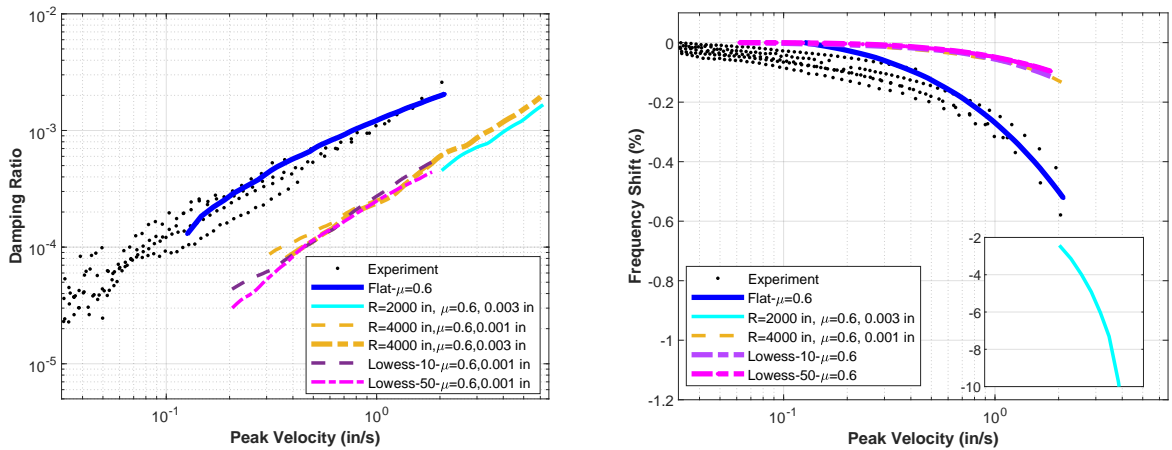 10^-2
10^-3
10^-4
10^-5
Damping Ratio
10^-1
10^0
Peak Velocity (in/s)
Experiment
Flat-μ=0.6
R=2000 in, μ=0.6, 0.003 in
R=4000 in,μ=0.6,0.001 in
R=4000 in,μ=0.6,0.003 in
Lowess-10-μ=0.6,0.001 in
Lowess-50-μ=0.6,0.001 in
0
-0.2
-0.4
-0.6
-0.8
-1
-1.2
Frequency Shift (%)
10^-1
10^0
Peak Velocity (in/s)
Experiment
Flat-μ=0.6
R=2000 in, μ=0.6, 0.003 in
R=4000 in, μ=0.6, 0.001 in
Lowess-10-μ=0.6
Lowess-50-μ=0.6
-2
-4
-6
-8
-10